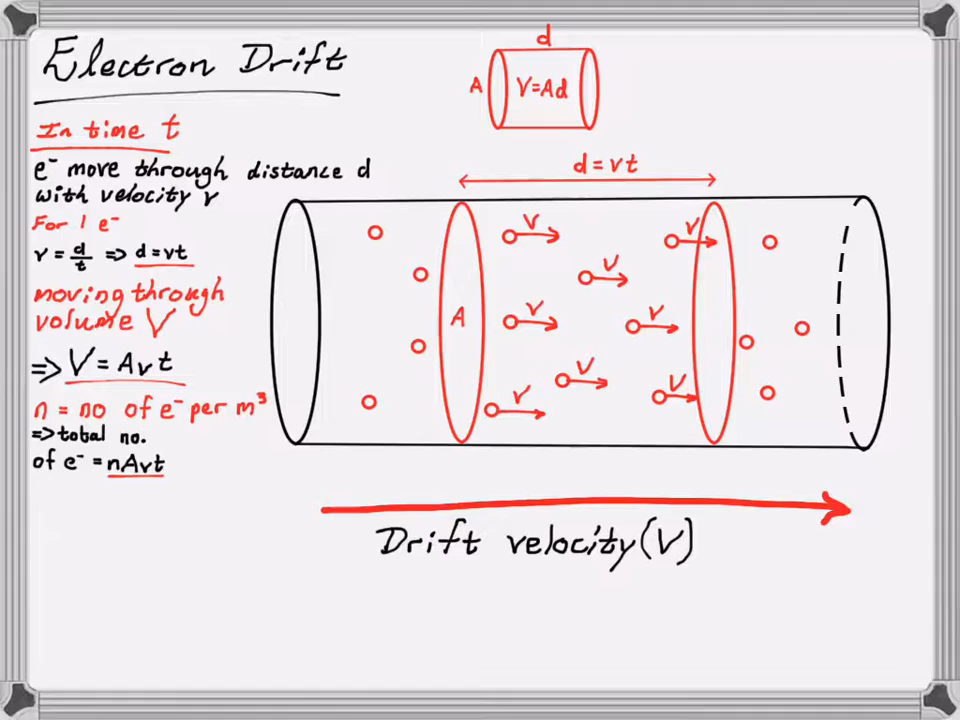 Electron Drift
d
A
V=Ad
In time t
e⁻ move through distance d
with velocity v
For 1 e⁻
v = d/t => d=vt
moving through
volume V
=> V = Avt
n = no of e⁻ per m³
=> total no.
of e⁻ = nAvt
d = vt
v
v
v
A
v
v
v
v
v
Drift velocity(V)